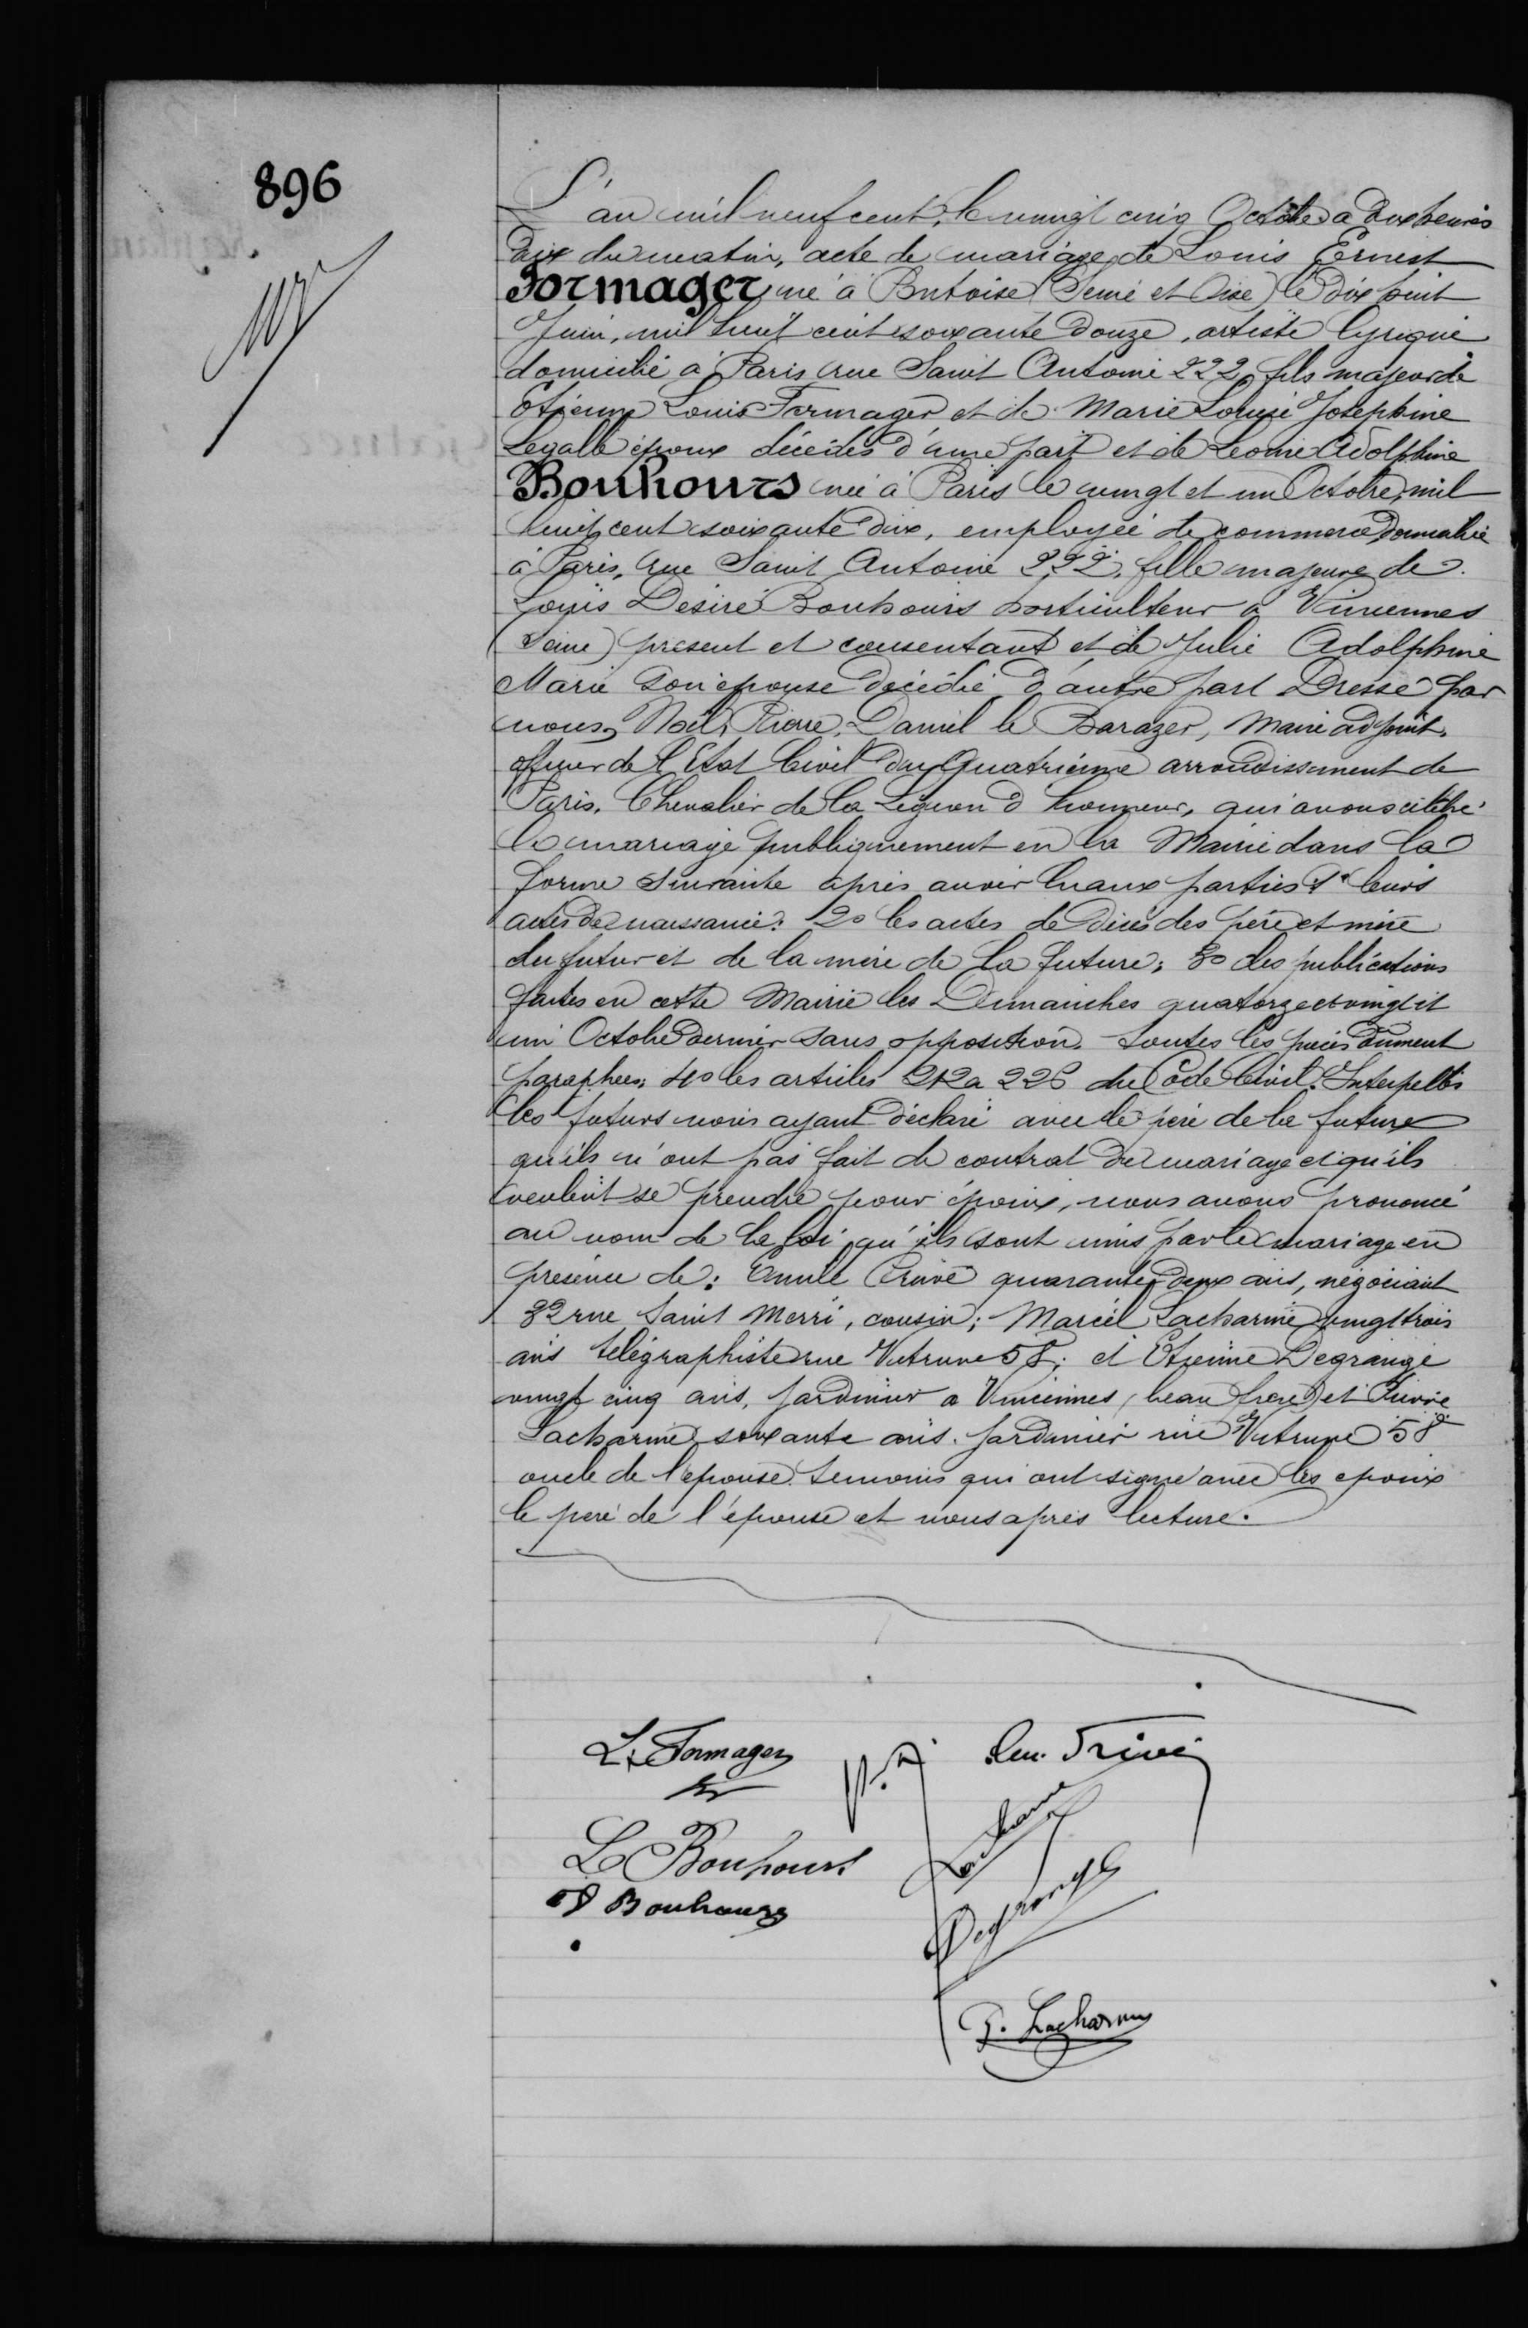 896
L'an mil neuf cent, le vingt cinq Octobre a dix heures
dix du matin, acte de mariage de Louis Ernest
Formager né à Pontoise (Seine et Oise) le dix huit
Juin, mil huit cent soixante douze, artiste lyrique
domicilié à Paris rue Saint Antoine 222, fils majeur de
Etienne Louis Formager et de Marie Louise Josephine
Legalle époux décédés d'une part et de Léonie Adolphine
Bouhours née à Paris le vingt et un Octobre, mil
huit cent soixante dix, employée de commerce domiciliée
à Paris, rue Saint Antoine 222, fille majeure de
Louis Désiré Bouhours horticulteur à Vincennes
(Seine) présent et consentant et de Julie Adolphine
Marie son épouse décédée d'autre part Dressé par
nous, Noël, Pierre, Daniel le Barazer, Maire adjoint,
officier de l'Etat Civil du Quatrième arrondissement de
Paris, Chevalier de la Légion d'honneur, qui avons célébré
le mariage publiquement en la Mairie dans la
forme suivante après avoir lu aux parties 1° leurs
actes de naissance; 2° les actes de décès des père et mère
du futur et de la mère de la future; 3° les publications
faites en cette Mairie les Dimanches quatorze et vingt et
un Octobre dernier sans opposition. toutes les pièces dûment
paraphées; 4° les articles 212 a 226 du Code Civil. Interpellés
les futurs nous ayant déclaré avec le père de la future
qu'ils n'ont pas fait de contrat de mariage et qu'ils
veulent se prendre pour époux, nous avons prononcé
au nom de la loi qu'ils sont unis par le mariage en
présence de: Emile quarante deux ans, négociant
32 rue Saint Merri, cousin; Marcel Lacharme vingt trois
ans télégraphiste rue Vitruve 58; et Etienne Degrange
vingt cinq ans, jardinier a Vincennes, beau frère, et Pierre
Lacharme soixante ans. jardinier rue Vitruve 58
oncle de l'épouse témoins qui ont signé avec les époux
le père de l'épouse et nous après lecture.
L. Formager
L Bouhours
Bouhours
Lacharme
Degrange
P. Lacharme